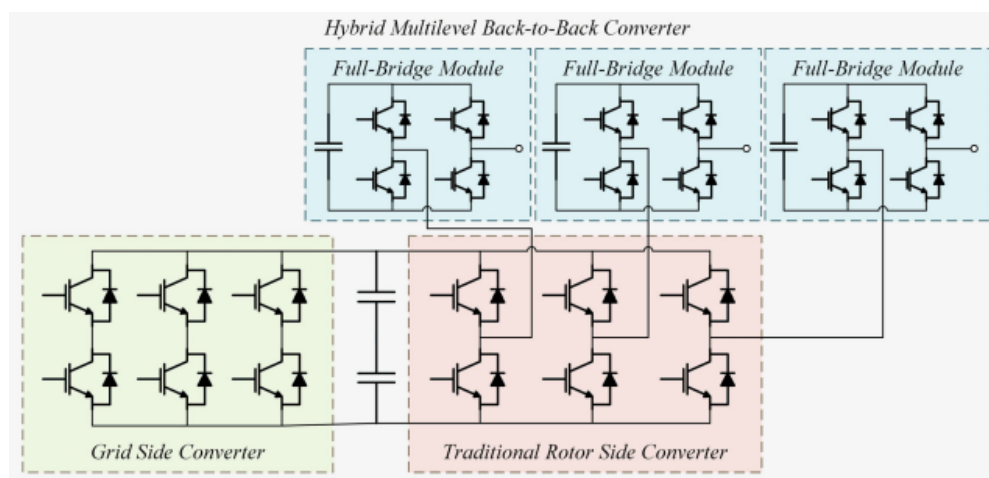 Hybrid Multilevel Back-to-Back Converter
Full-Bridge Module
Full-Bridge Module
Full-Bridge Module
Grid Side Converter
Traditional Rotor Side Converter